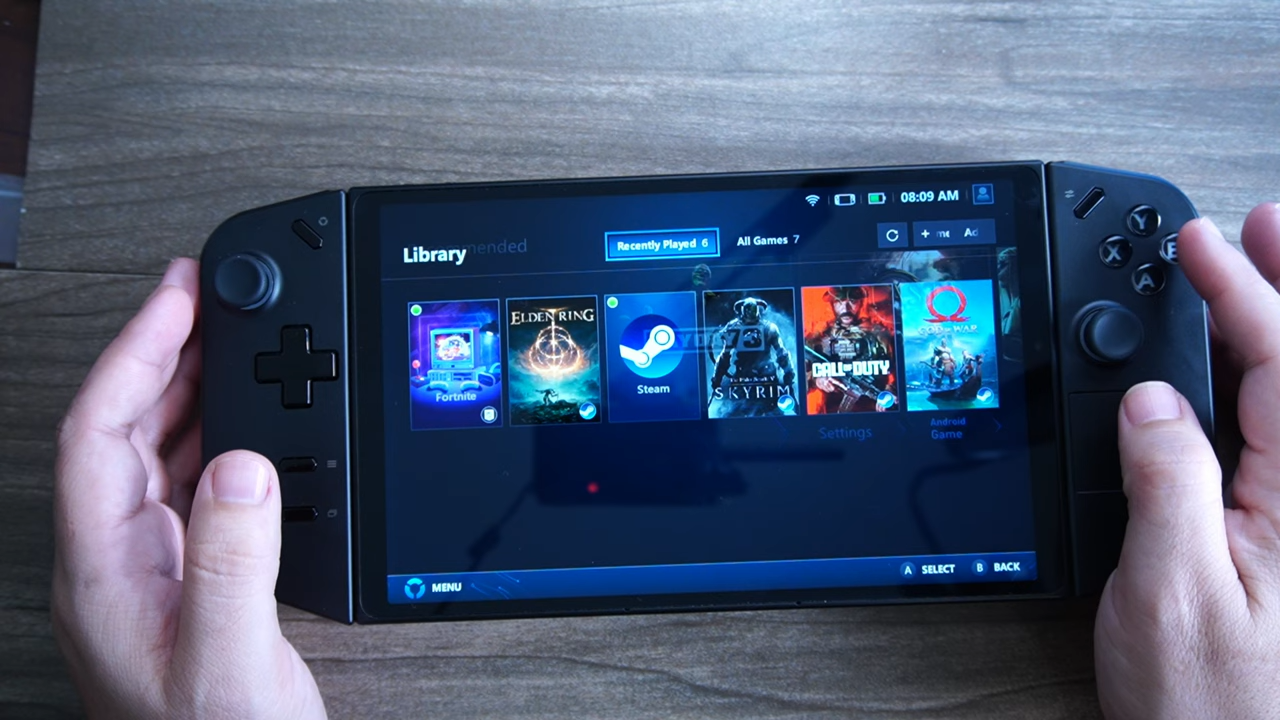 08:09 AM
Library
Recently Played 6
All Games 7
+
Fortnite
ELDEN RING
Steam
SKYRIM
CALL OF DUTY
GOD OF WAR
Settings
Android
Game
MENU
A SELECT
B BACK
Y
X
B
A